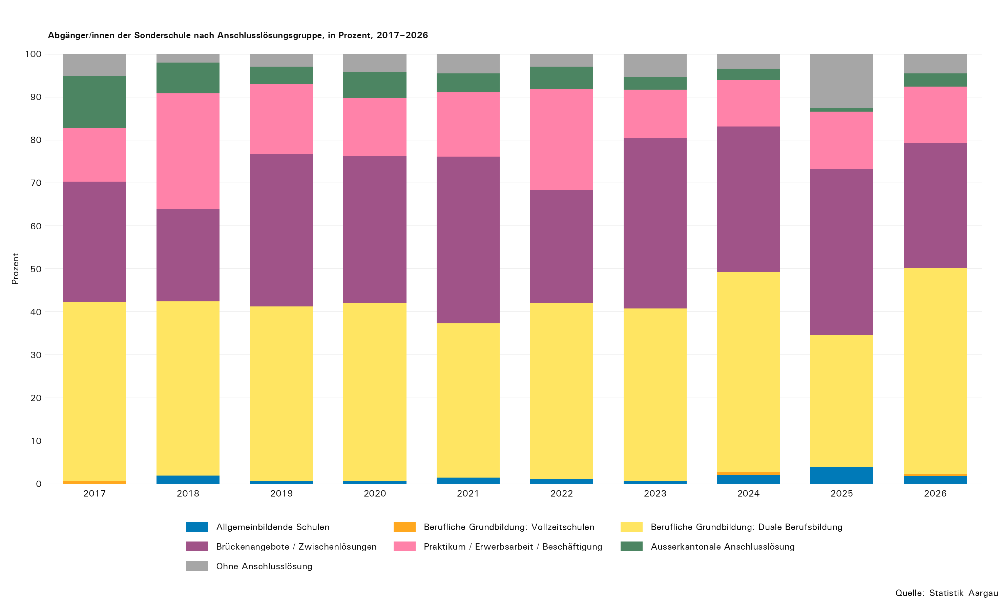 Abgänger/innen der Sonderschule nach Anschlusslösungsgruppe, in Prozent, 2017–2026
100
90
80
70
60
50
40
30
20
10
0
Prozent
2017 2018 2019 2020 2021 2022 2023 2024 2025 2026
Allgemeinbildende Schulen Berufliche Grundbildung: Vollzeitschulen Berufliche Grundbildung: Duale Berufsbildung
Brückenangebote / Zwischenlösungen Praktikum / Erwerbsarbeit / Beschäftigung Ausserkantonale Anschlusslösung
Ohne Anschlusslösung
Quelle: Statistik Aargau